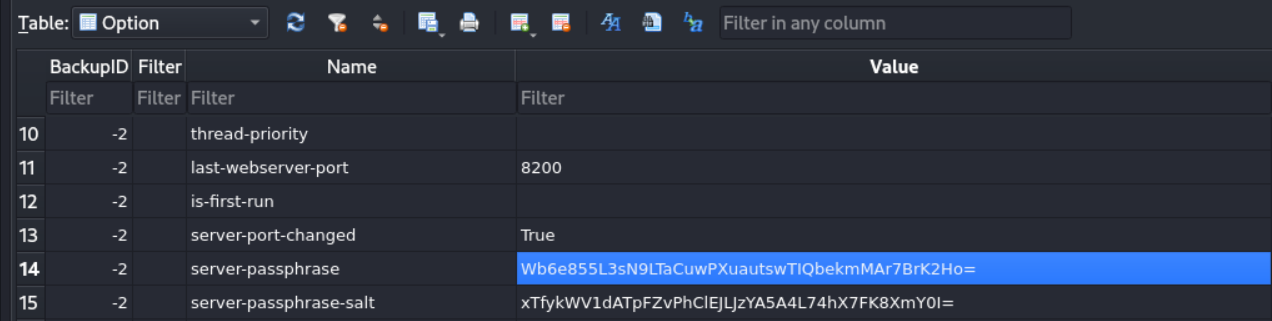 Table: Option Filter in any column
BackupID Filter Name Value
Filter Filter Filter Filter
10 -2 thread-priority
11 -2 last-webserver-port 8200
12 -2 is-first-run
13 -2 server-port-changed True
14 -2 server-passphrase Wb6e855L3sN9LTaCuwPXuautswTIQbekmMAr7BrK2Ho=
15 -2 server-passphrase-salt xTfykWV1dATpFZvPhClEJLJzYA5A4L74hX7FK8XmY0I=